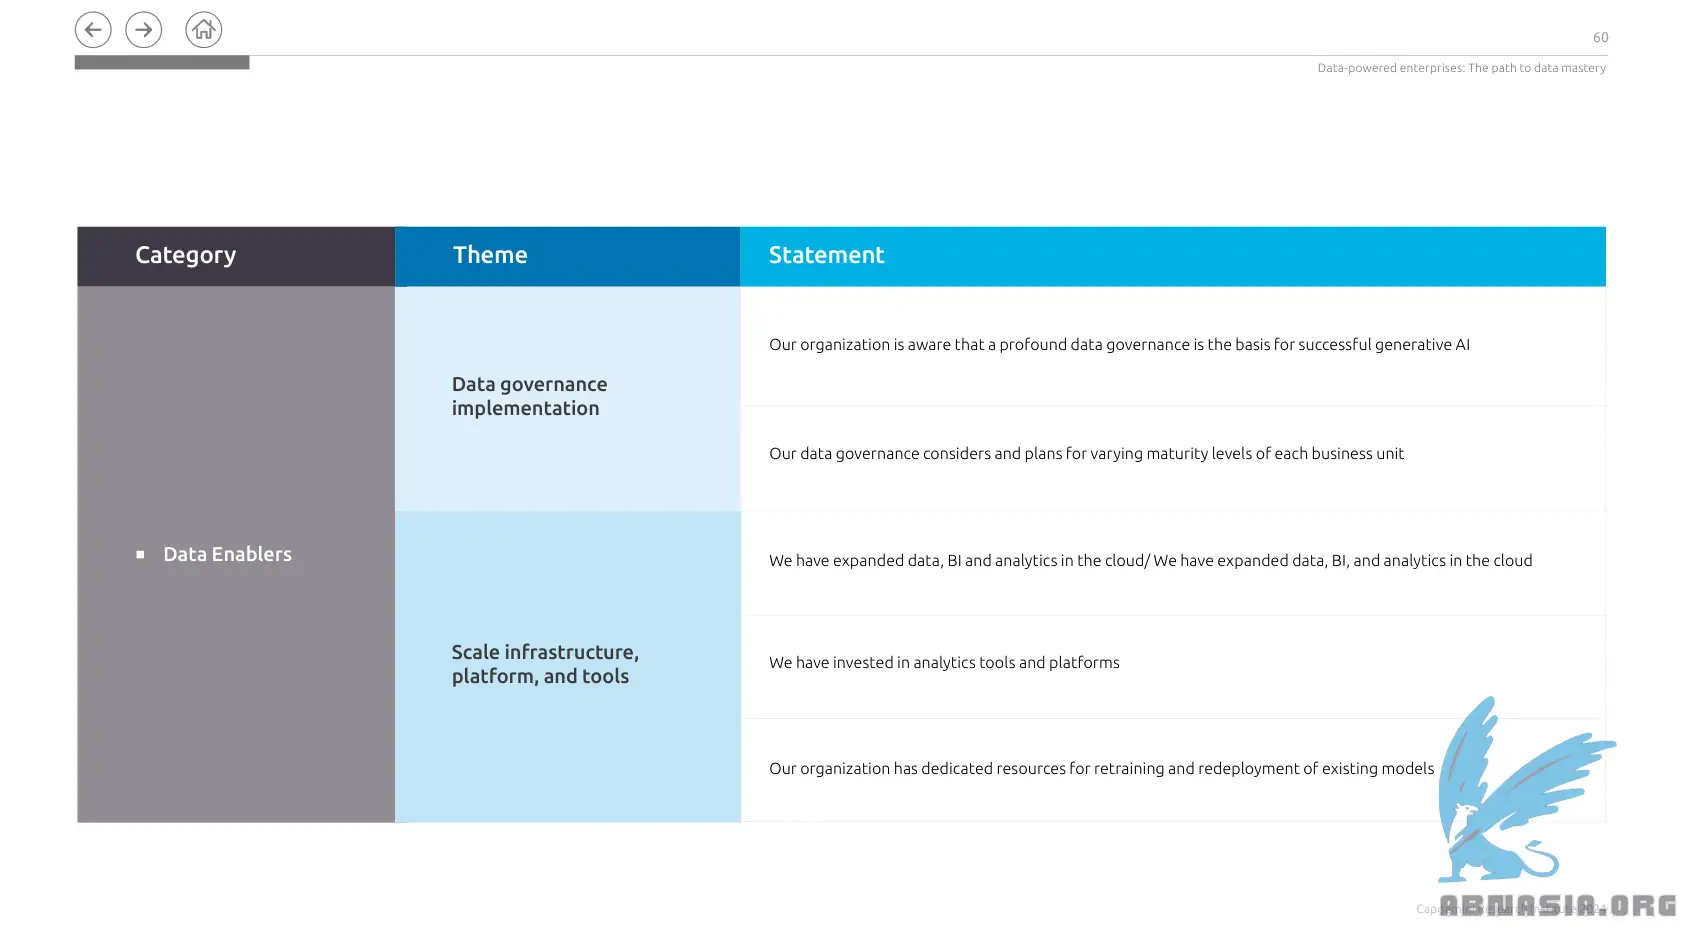 60
Data-powered enterprises: The path to data mastery
Category
Theme
Statement
Data Enablers
Data governance
implementation
Our organization is aware that a profound data governance is the basis for successful generative AI
Our data governance considers and plans for varying maturity levels of each business unit
Scale infrastructure,
platform, and tools
We have expanded data, BI and analytics in the cloud/ We have expanded data, BI, and analytics in the cloud
We have invested in analytics tools and platforms
Our organization has dedicated resources for retraining and redeployment of existing models
ABNASIA.ORG